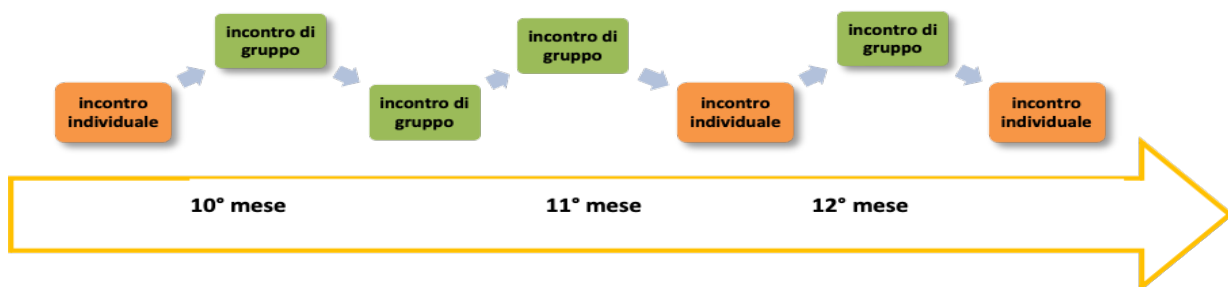 incontro
individuale
incontro di
gruppo
incontro di
gruppo
incontro di
gruppo
incontro
individuale
incontro di
gruppo
incontro
individuale
10° mese
11° mese
12° mese